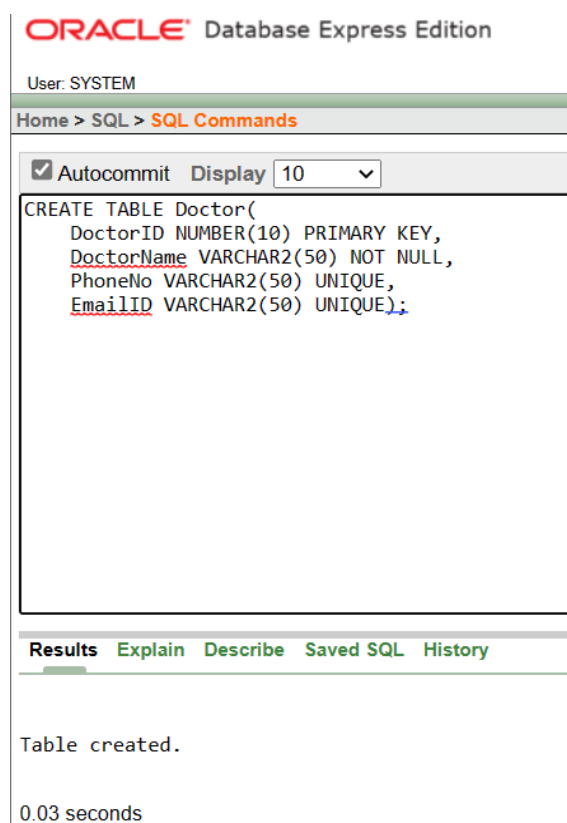 ORACLE® Database Express Edition
User: SYSTEM
Home > SQL > SQL Commands
Autocommit Display 10
CREATE TABLE Doctor(
    DoctorID NUMBER(10) PRIMARY KEY,
    DoctorName VARCHAR2(50) NOT NULL,
    PhoneNo VARCHAR2(50) UNIQUE,
    EmailID VARCHAR2(50) UNIQUE);
Results Explain Describe Saved SQL History
Table created.
0.03 seconds